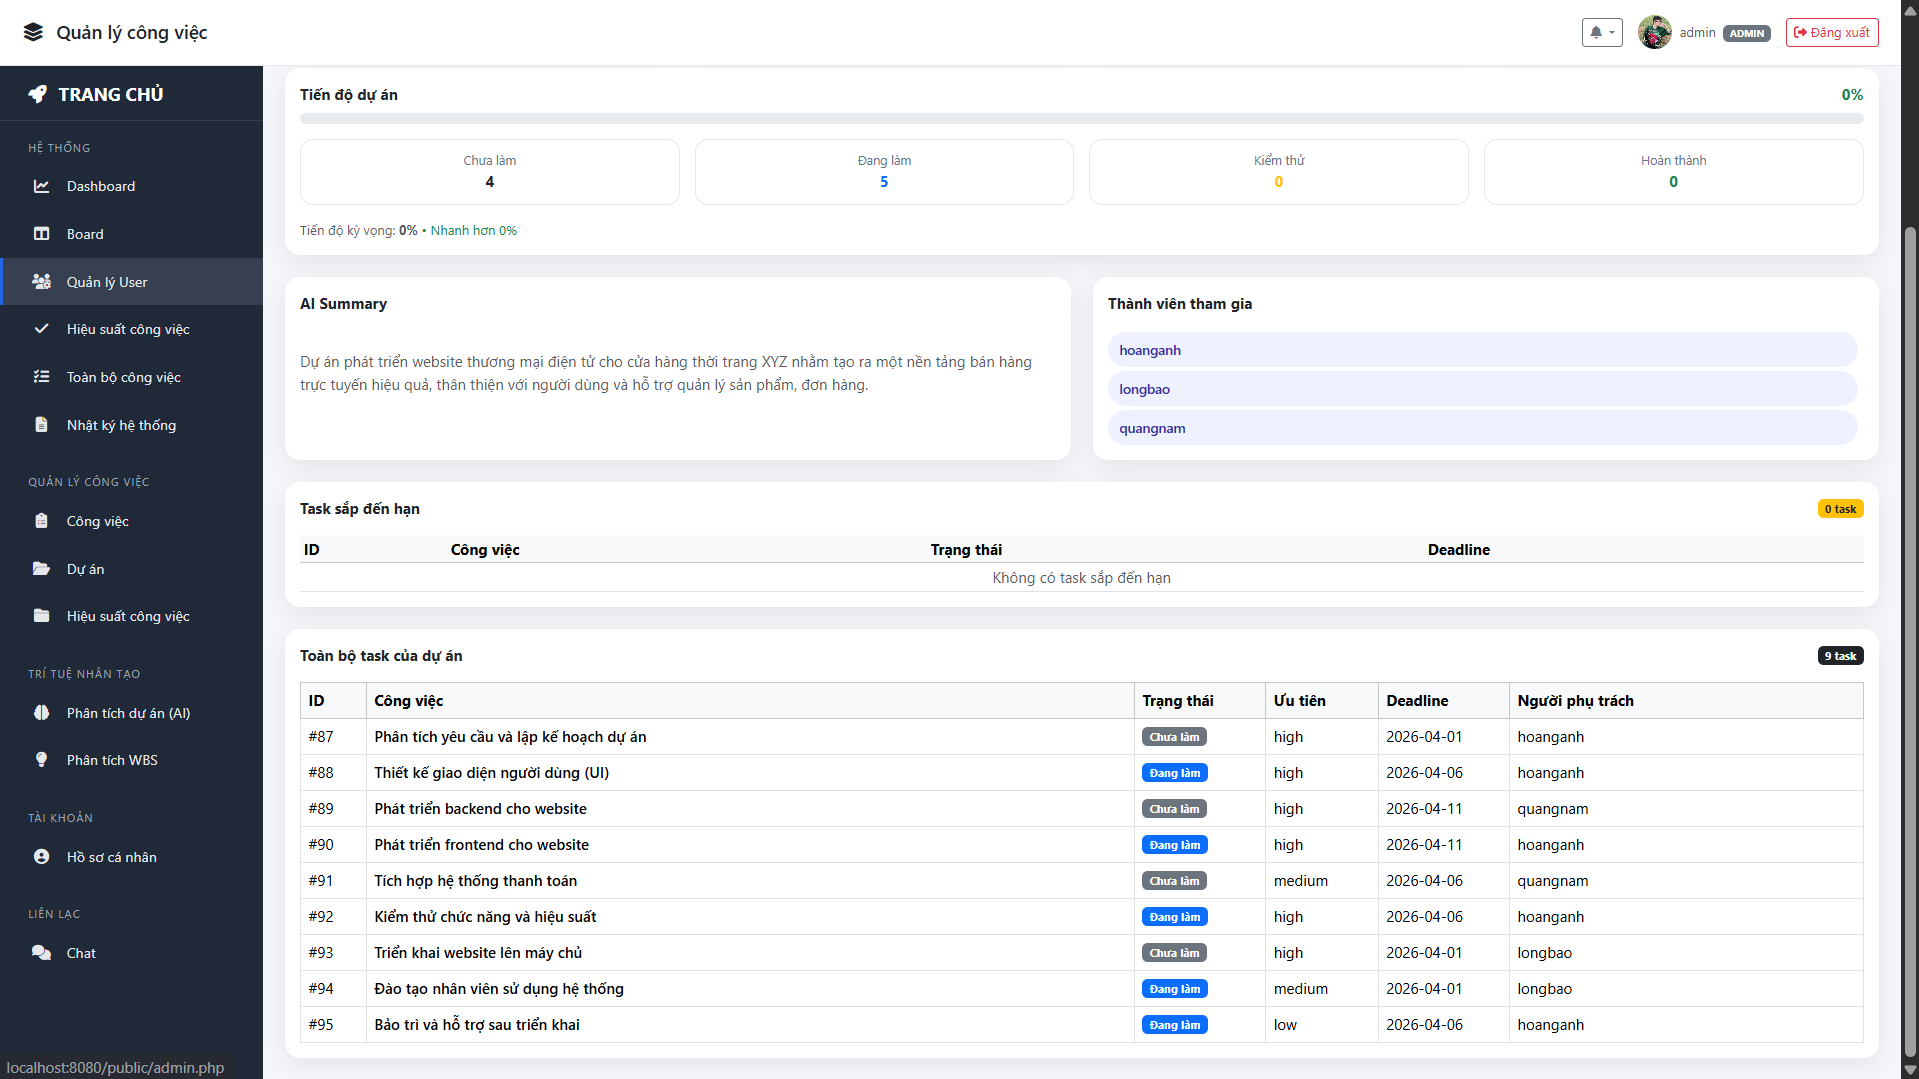 Quản lý công việc
admin ADMIN
Đăng xuất
TRANG CHỦ
HỆ THỐNG
Dashboard
Board
Quản lý User
Hiệu suất công việc
Toàn bộ công việc
Nhật ký hệ thống
QUẢN LÝ CÔNG VIỆC
Công việc
Dự án
Hiệu suất công việc
TRÍ TUỆ NHÂN TẠO
Phân tích dự án (AI)
Phân tích WBS
TÀI KHOẢN
Hồ sơ cá nhân
LIÊN LẠC
Chat
localhost:8080/public/admin.php
Tiến độ dự án 0%
Chưa làm
4
Đang làm
5
Kiểm thử
0
Hoàn thành
0
Tiến độ kỳ vọng: 0% • Nhanh hơn 0%
AI Summary
Dự án phát triển website thương mại điện tử cho cửa hàng thời trang XYZ nhằm tạo ra một nền tảng bán hàng
trực tuyến hiệu quả, thân thiện với người dùng và hỗ trợ quản lý sản phẩm, đơn hàng.
Thành viên tham gia
hoanganh
longbao
quangnam
Task sắp đến hạn 0 task
ID Công việc Trạng thái Deadline
Không có task sắp đến hạn
Toàn bộ task của dự án 9 task
ID Công việc Trạng thái Ưu tiên Deadline Người phụ trách
#87 Phân tích yêu cầu và lập kế hoạch dự án Chưa làm high 2026-04-01 hoanganh
#88 Thiết kế giao diện người dùng (UI) Đang làm high 2026-04-06 hoanganh
#89 Phát triển backend cho website Chưa làm high 2026-04-11 quangnam
#90 Phát triển frontend cho website Đang làm high 2026-04-11 hoanganh
#91 Tích hợp hệ thống thanh toán Chưa làm medium 2026-04-06 quangnam
#92 Kiểm thử chức năng và hiệu suất Đang làm high 2026-04-06 hoanganh
#93 Triển khai website lên máy chủ Chưa làm high 2026-04-01 longbao
#94 Đào tạo nhân viên sử dụng hệ thống Đang làm medium 2026-04-01 longbao
#95 Bảo trì và hỗ trợ sau triển khai Đang làm low 2026-04-06 hoanganh